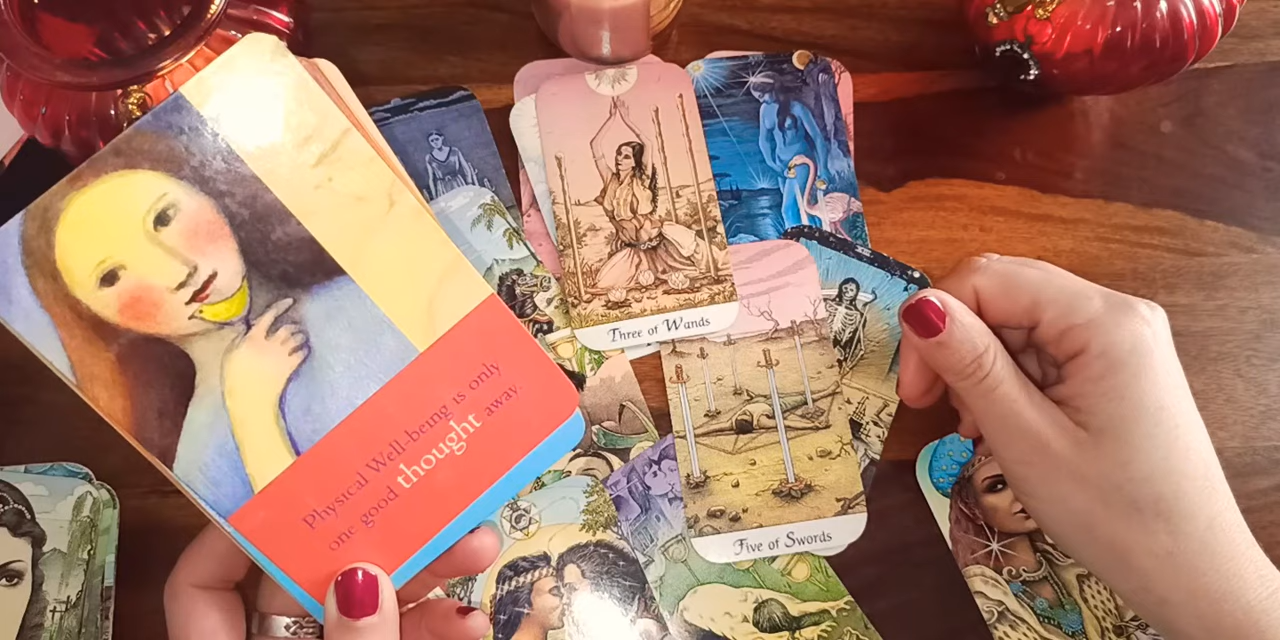 Three of Wands
Physical Well-being is only
one good thought away.
Five of Swords